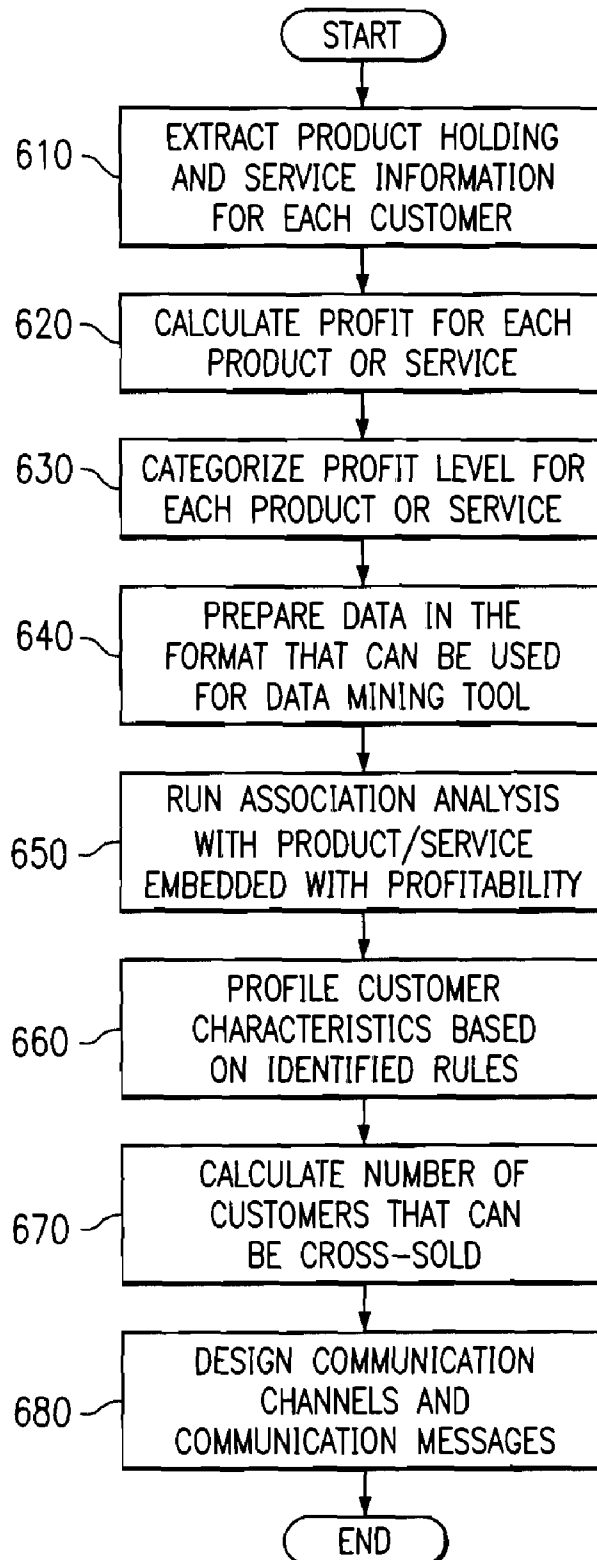 START
610
EXTRACT PRODUCT HOLDING
AND SERVICE INFORMATION
FOR EACH CUSTOMER
620
CALCULATE PROFIT FOR EACH
PRODUCT OR SERVICE
630
CATEGORIZE PROFIT LEVEL FOR
EACH PRODUCT OR SERVICE
640
PREPARE DATA IN THE
FORMAT THAT CAN BE USED
FOR DATA MINING TOOL
650
RUN ASSOCIATION ANALYSIS
WITH PRODUCT/SERVICE
EMBEDDED WITH PROFITABILITY
660
PROFILE CUSTOMER
CHARACTERISTICS BASED
ON IDENTIFIED RULES
670
CALCULATE NUMBER OF
CUSTOMERS THAT CAN
BE CROSS-SOLD
680
DESIGN COMMUNICATION
CHANNELS AND
COMMUNICATION MESSAGES
END